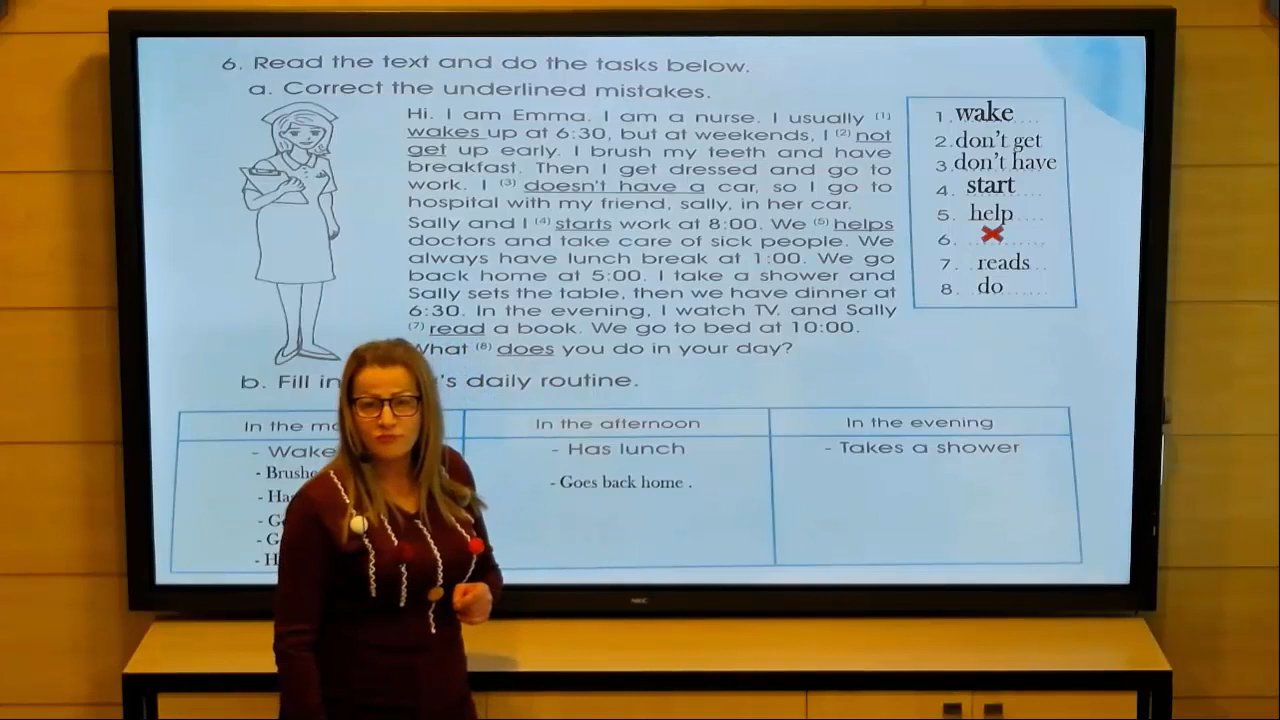 6. Read the text and do the tasks below.
a. Correct the underlined mistakes.
Hi. I am Emma. I am a nurse. I usually (1)
wakes up at 6:30, but at weekends, I (2) not
get up early. I brush my teeth and have
breakfast. Then I get dressed and go to
work. I (3) doesn't have a car, so I go to
hospital with my friend, sally, in her car.
Sally and I (4) starts work at 8:00. We (5) helps
doctors and take care of sick people. We
always have lunch break at 1:00. We go
back home at 5:00. I take a shower and
Sally sets the table, then we have dinner at
6:30. In the evening, I watch TV. and Sally
(7) read a book. We go to bed at 10:00.
What (8) does you do in your day?
1. wake
2. don't get
3. don't have
4. start
5. help
6.
7. reads
8. do
b. Fill in 's daily routine.
In the In the afternoon In the evening
- Wake - Has lunch - Takes a shower
- Goes back home .
NEC